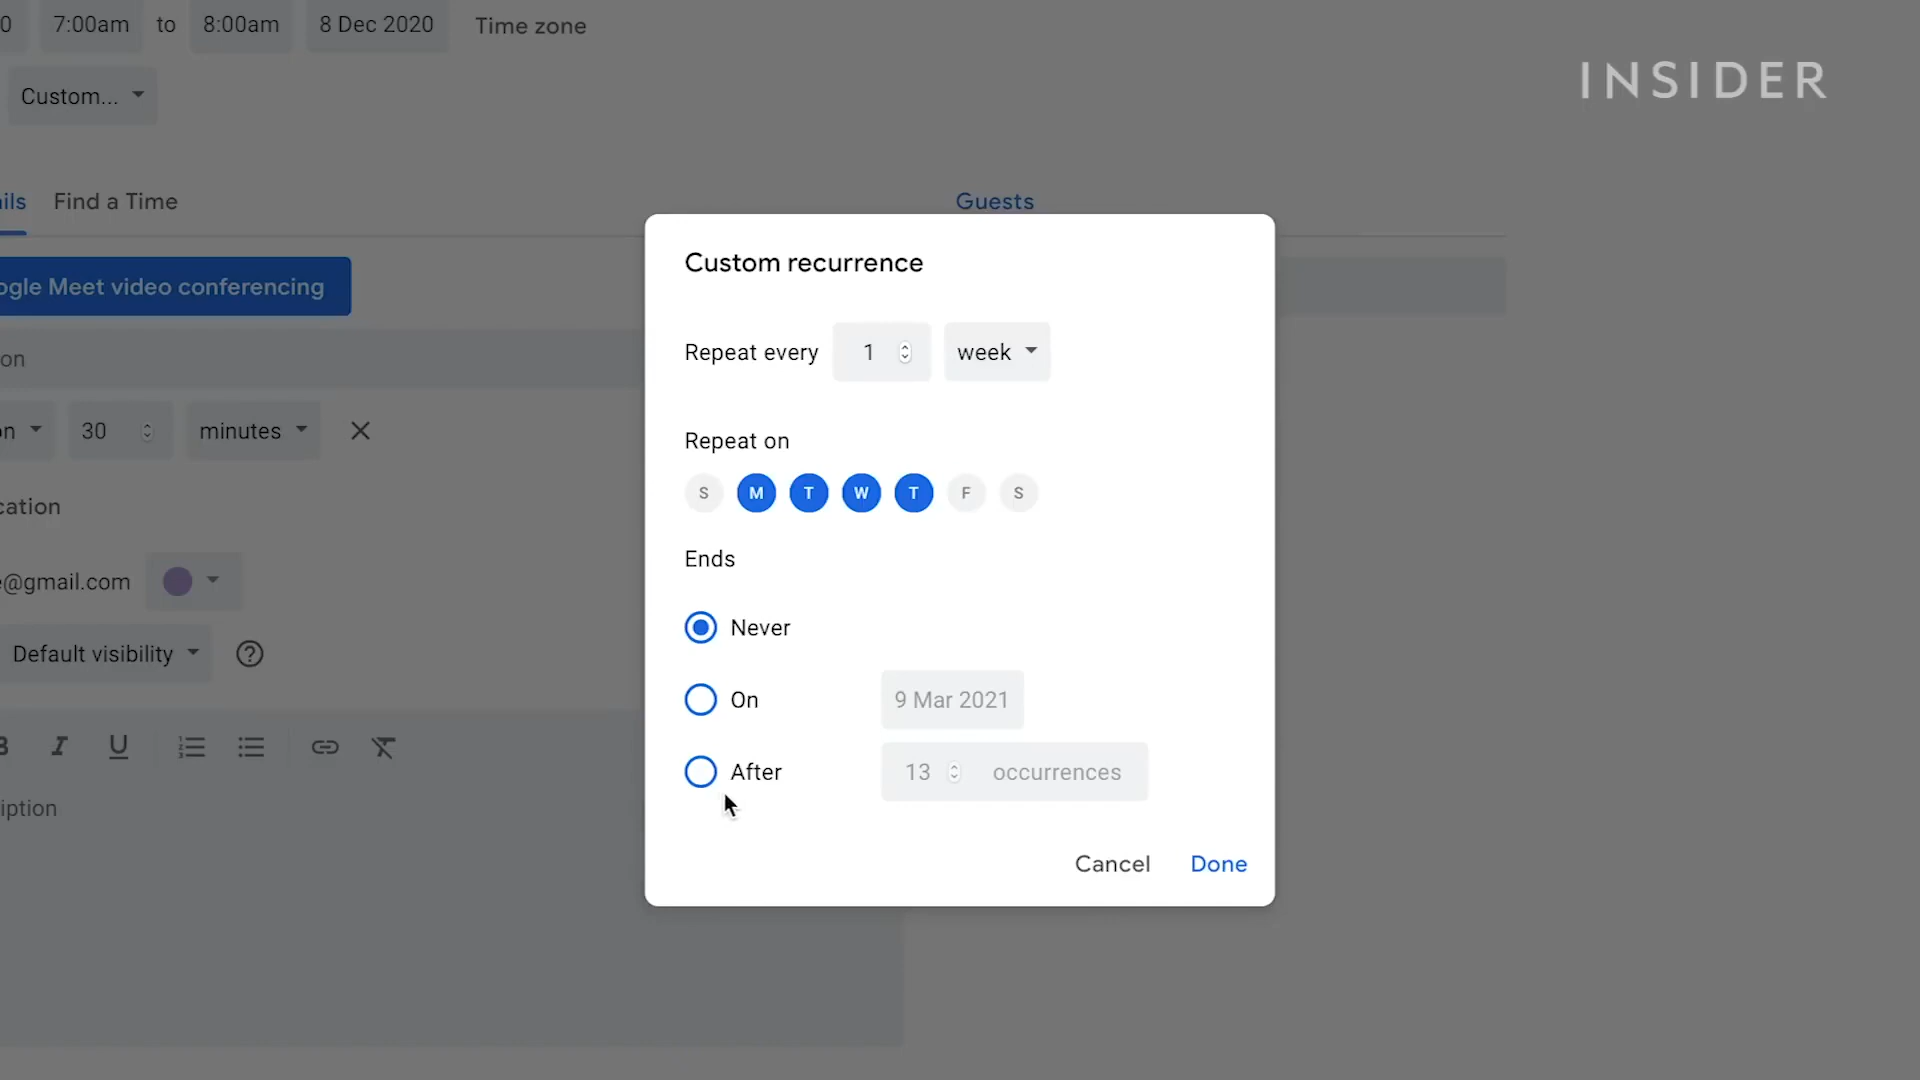 0 7:00am to 8:00am 8 Dec 2020 Time zone
INSIDER
Custom...
ils Find a Time
Guests
ogle Meet video conferencing
on
on 30 minutes
cation
e@gmail.com
Default visibility
B I U
iption
Custom recurrence
Repeat every 1 week
Repeat on
S M T W T F S
Ends
Never
On 9 Mar 2021
After 13 occurrences
Cancel Done